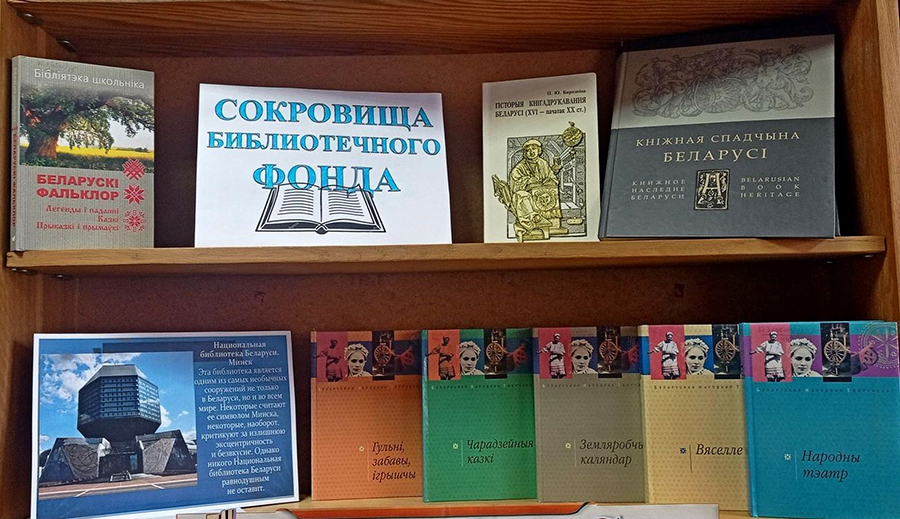 Бібліятэка школьніка
БЕЛАРУСКІ
ФАЛЬКЛОР
Легенды і паданні
Казкі
Прыказкі і прымаўкі
СОКРОВИЩА
БИБЛИОТЕЧНОГО
ФОНДА
ГІСТОРЫЯ КНІГАДРУКАВАННЯ
БЕЛАРУСІ (XVI — пачатак XX ст.)
КНІЖНАЯ СПАДЧЫНА
БЕЛАРУСІ
КНИЖНОЕ
НАСЛЕДИЕ
БЕЛАРУСИ
BELARUSIAN
BOOK
HERITAGE
Национальная
библиотека Беларуси.
Минск
Эта библиотека является
одним из самых необычных
сооружений не только
в Беларуси, но и во всем
мире. Некоторые считают
ее символом Минска,
некоторые, наоборот,
критикуют за излишнюю
эксцентричность
и безвкусие. Однако
никого Национальная
библиотека Беларуси
равнодушным
не оставит.
Гульні,
забавы,
ігрышчы
Чарадзейныя
казкі
Земляробчы
каляндар
Вяселле
Народны
тэатр